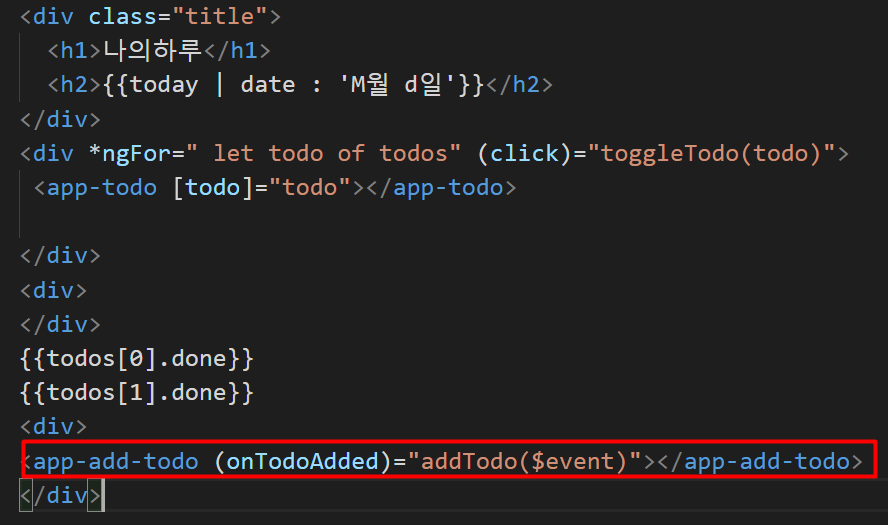 <div class="title">
<h1>나의하루</h1>
<h2>{{today | date : 'M월 d일'}}</h2>
</div>
<div *ngFor=" let todo of todos" (click)="toggleTodo(todo)">
<app-todo [todo]="todo"></app-todo>
</div>
<div>
</div>
{{todos[0].done}}
{{todos[1].done}}
<div>
<app-add-todo (onTodoAdded)="addTodo($event)"></app-add-todo>
</div>